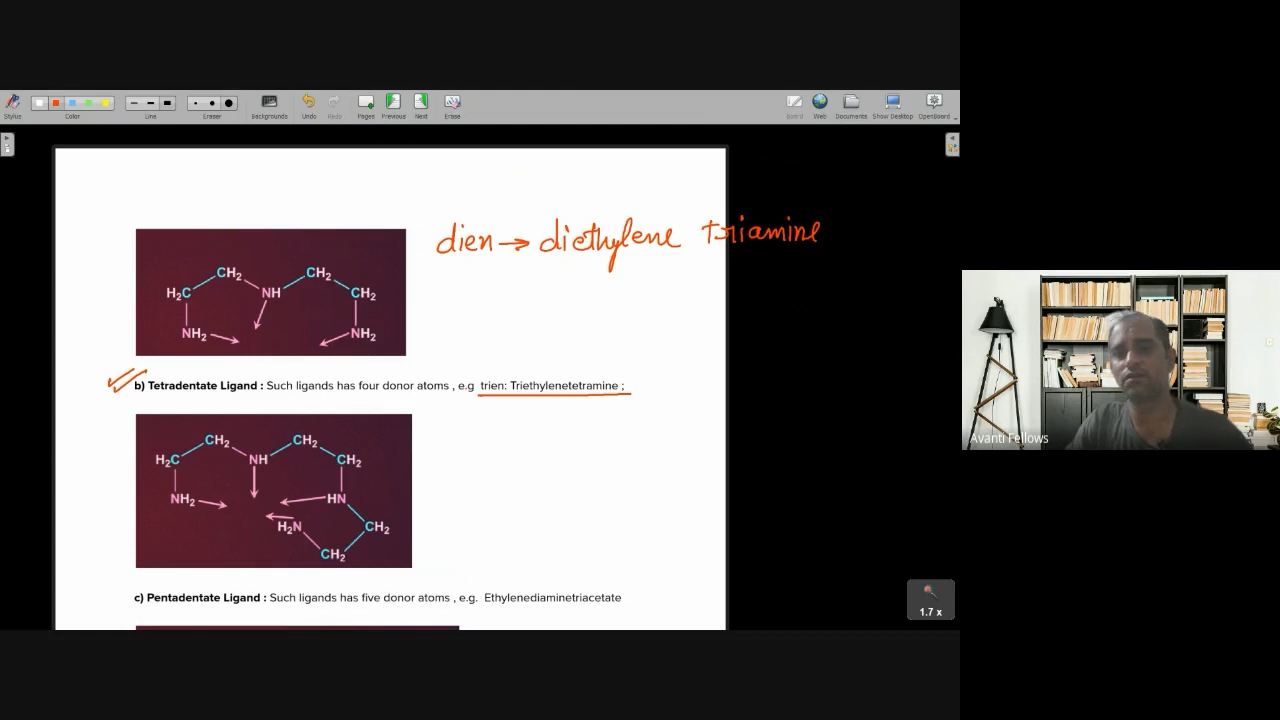 Stylus Color Line Eraser Backgrounds Undo Redo Pages Previous Next Erase Board Web Documents Show Desktop OpenBoard
dien → diethylene triamine
CH₂ CH₂
H₂C NH CH₂
NH₂ NH₂
b) Tetradentate Ligand : Such ligands has four donor atoms , e.g trien: Triethylenetetramine ;
CH₂ CH₂
H₂C NH CH₂
NH₂ HN
H₂N CH₂
CH₂
c) Pentadentate Ligand : Such ligands has five donor atoms , e.g. Ethylenediaminetriacetate
Avanti Fellows
1.7 x